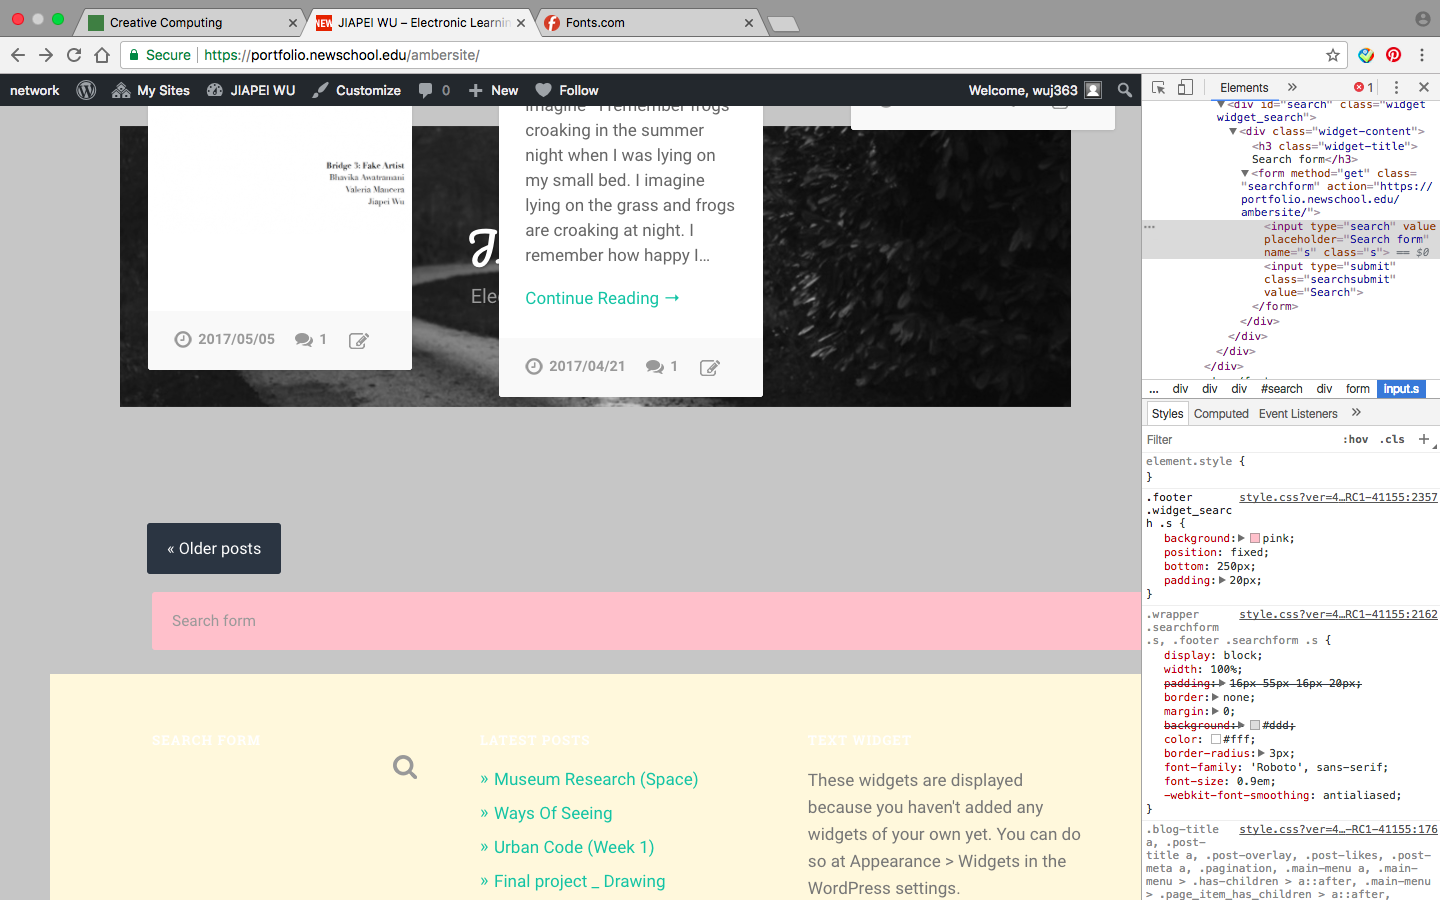 Creative Computing
NEW JIAPEI WU – Electronic Learnin
Fonts.com
Secure https://portfolio.newschool.edu/ambersite/
network My Sites JIAPEI WU Customize 0 New Follow Welcome, wuj363
Imagine" I remember frogs
croaking in the summer
night when I was lying on
my small bed. I imagine
lying on the grass and frogs
are croaking at night. I
remember how happy I...
Continue Reading →
2017/04/21 1
Bridge 3: Fake Artist
Bhavika Awatramani
Valeria Mancera
Jiapei Wu
2017/05/05 1
Ele
« Older posts
Search form
SEARCH FORM
LATEST POSTS
» Museum Research (Space)
» Ways Of Seeing
» Urban Code (Week 1)
» Final project _ Drawing
TEXT WIDGET
These widgets are displayed
because you haven't added any
widgets of your own yet. You can do
so at Appearance > Widgets in the
WordPress settings.
Elements » 1
<div id="search" class="widget
widget_search">
<div class="widget-content">
<h3 class="widget-title">
Search form</h3>
<form method="get" class=
"searchform" action="https://
portfolio.newschool.edu/
ambersite/">
<input type="search" value
placeholder="Search form"
name="s" class="s"> == $0
<input type="submit"
class="searchsubmit"
value="Search">
</form>
</div>
</div>
</div>
</div>
... div div div #search div form input.s
Styles Computed Event Listeners »
Filter :hov .cls +
element.style {
}
.footer style.css?ver=4…RC1-41155:2357
.widget_searc
h .s {
background: pink;
position: fixed;
bottom: 250px;
padding: 20px;
}
.wrapper style.css?ver=4…RC1-41155:2162
.searchform
.s, .footer .searchform .s {
display: block;
width: 100%;
padding: 16px 55px 16px 20px;
border: none;
margin: 0;
background: #ddd;
color: #fff;
border-radius: 3px;
font-family: 'Roboto', sans-serif;
font-size: 0.9em;
-webkit-font-smoothing: antialiased;
}
.blog-title style.css?ver=4…-RC1-41155:176
a, .post-
title a, .post-overlay, .post-likes, .post-
meta a, .pagination, .main-menu a, .main-
menu > .has-children > a::after, .main-menu
> .page_item_has_children > a::after,